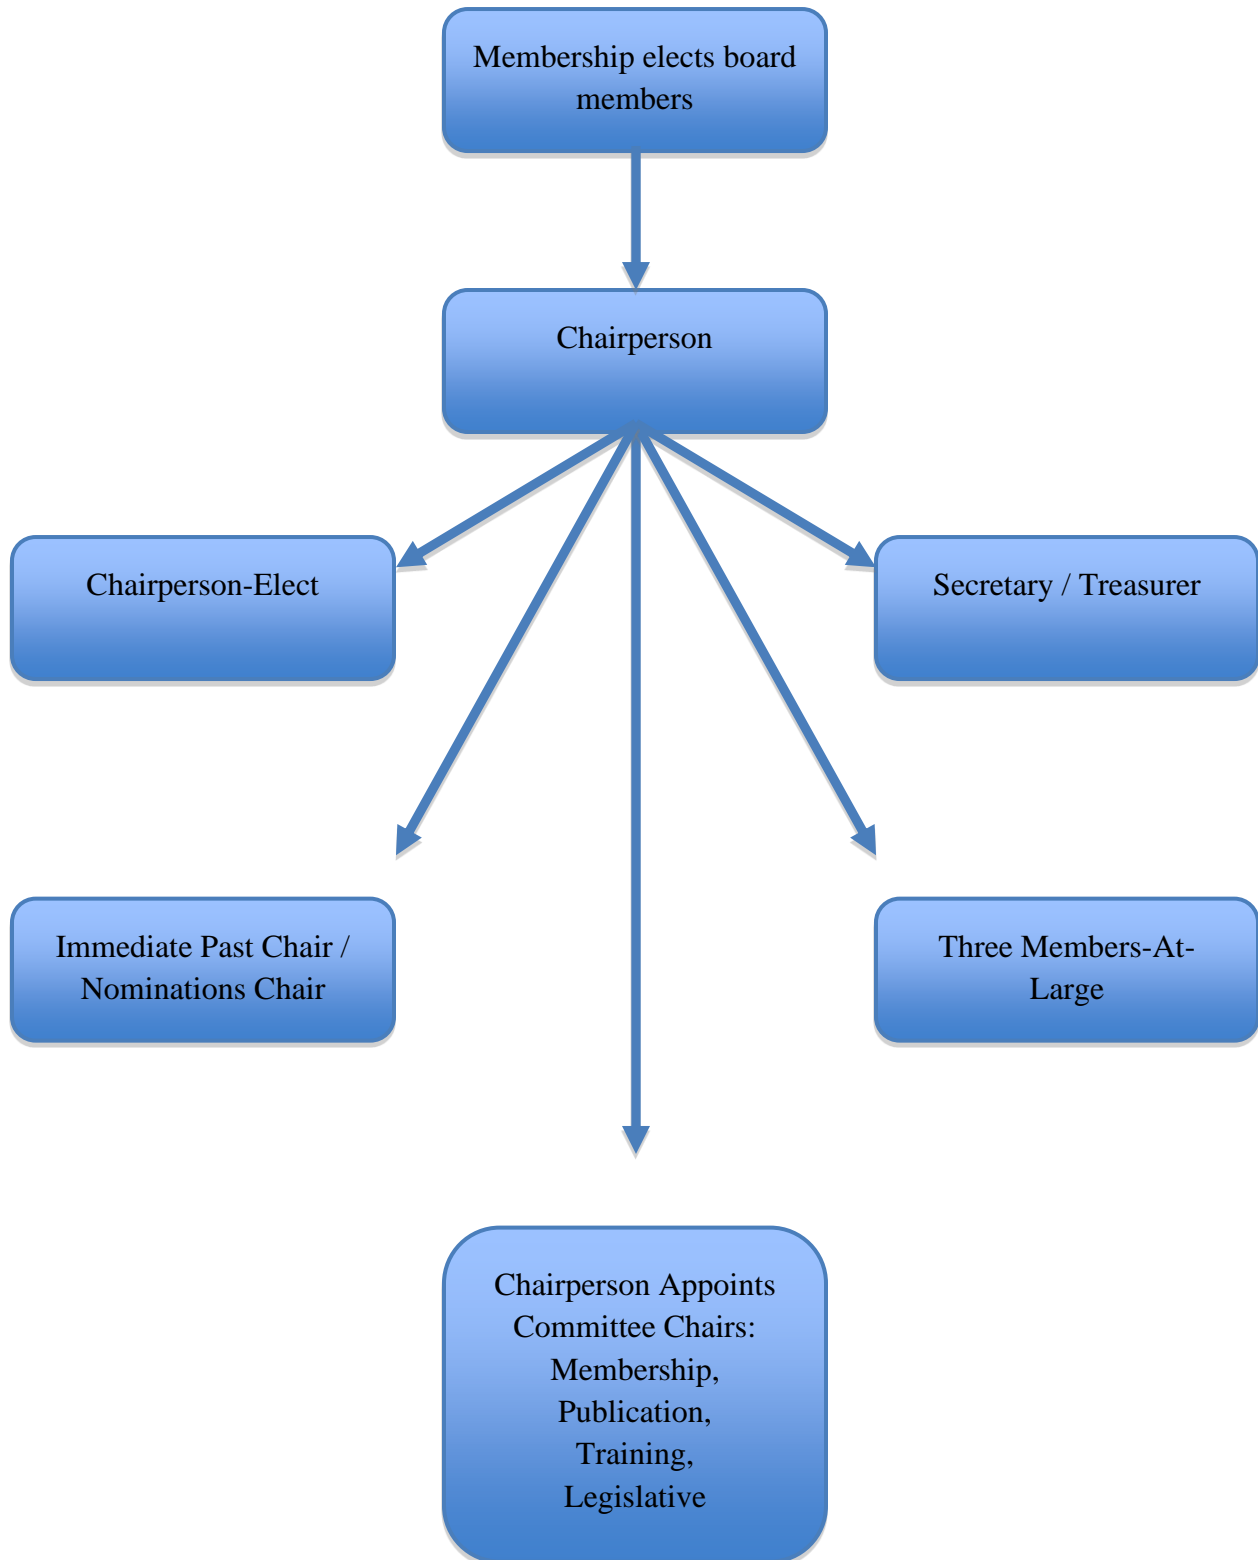 Membership elects board
members
Chairperson
Chairperson-Elect
Secretary / Treasurer
Immediate Past Chair /
Nominations Chair
Three Members-At-
Large
Chairperson Appoints
Committee Chairs:
Membership,
Publication,
Training,
Legislative